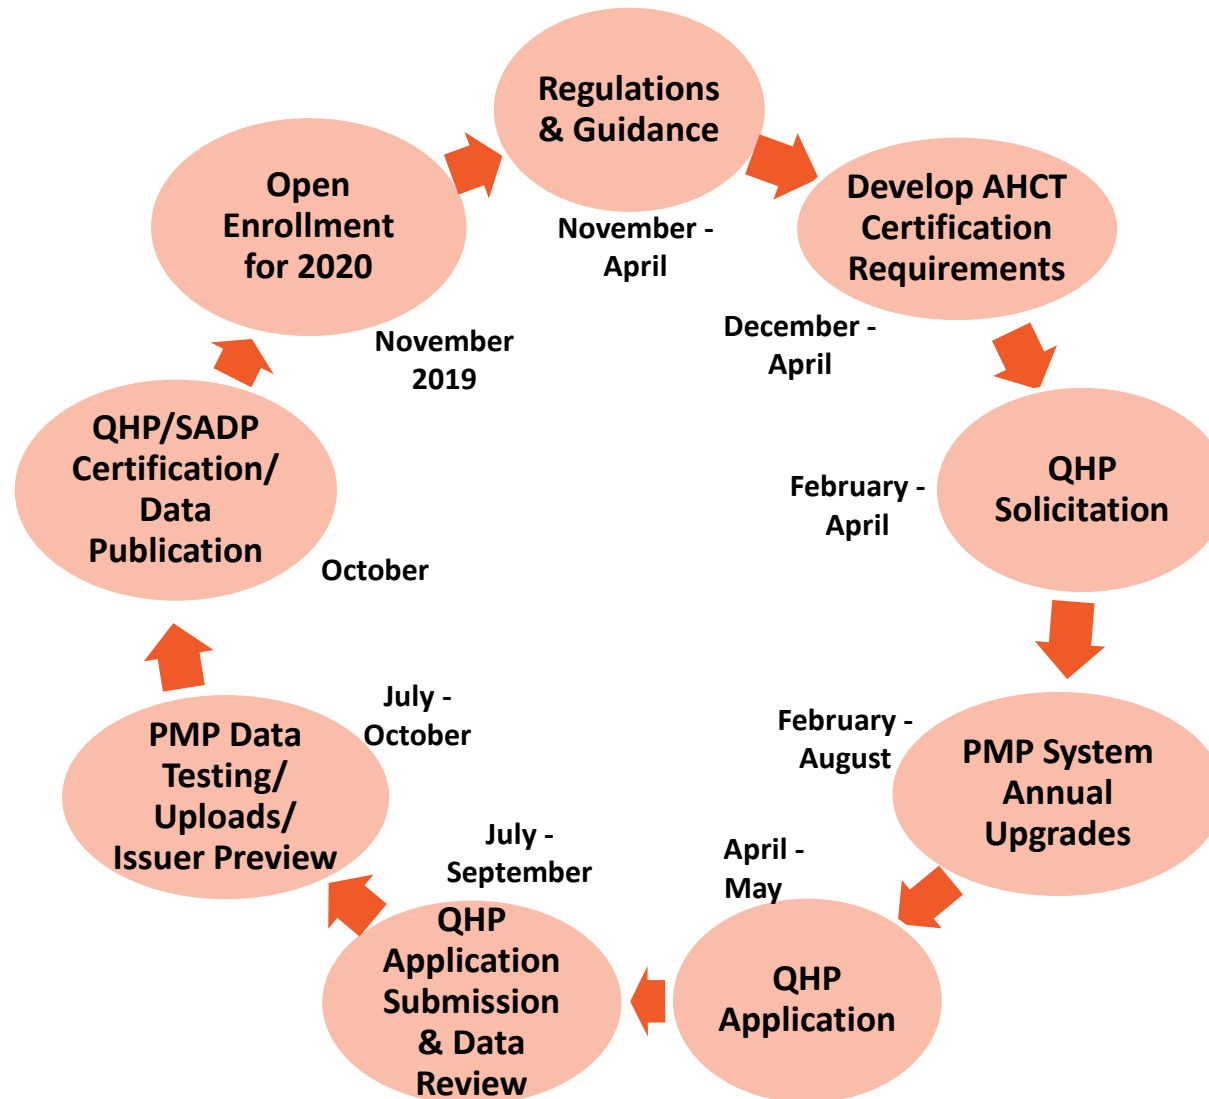 Regulations
& Guidance
November -
April
Develop AHCT
Certification
Requirements
December -
April
QHP
Solicitation
February -
April
PMP System
Annual
Upgrades
February -
August
QHP
Application
April -
May
QHP
Application
Submission
& Data
Review
July -
September
PMP Data
Testing/
Uploads/
Issuer Preview
July -
October
QHP/SADP
Certification/
Data
Publication
October
Open
Enrollment
for 2020
November
2019